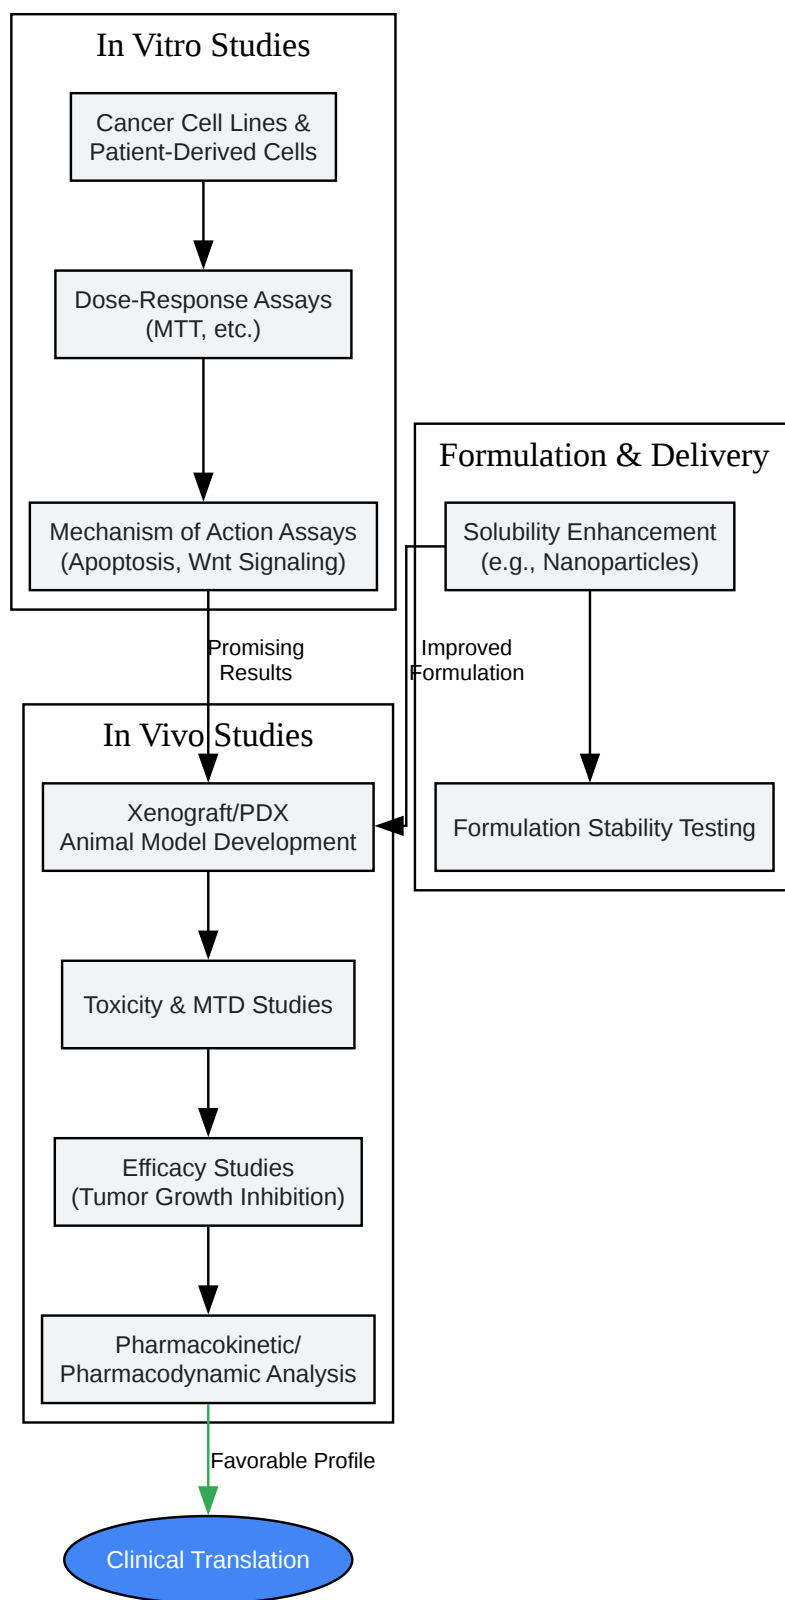 In Vitro Studies
Cancer Cell Lines &
Patient-Derived Cells
Dose-Response Assays
(MTT, etc.)
Mechanism of Action Assays
(Apoptosis, Wnt Signaling)
Formulation & Delivery
Solubility Enhancement
(e.g., Nanoparticles)
Promising
Results
Improved
Formulation
In Vivo Studies
Xenograft/PDX
Animal Model Development
Formulation Stability Testing
Toxicity & MTD Studies
Efficacy Studies
(Tumor Growth Inhibition)
Pharmacokinetic/
Pharmacodynamic Analysis
Favorable Profile
Clinical Translation